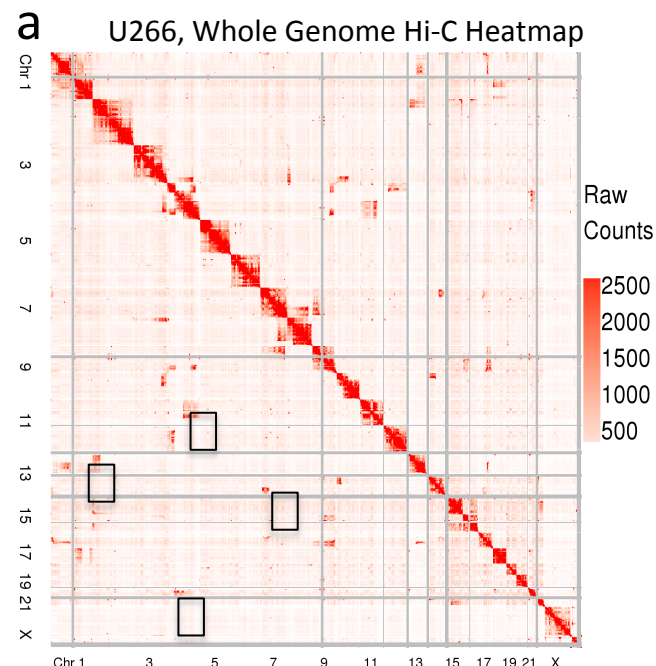 a
U266, Whole Genome Hi-C Heatmap
Chr 1
3
5
7
9
11
13
15
17
19
21
X
Raw
Counts
2500
2000
1500
1000
500
Chr 1 3 5 7 9 11 13 15 17 19 21 X